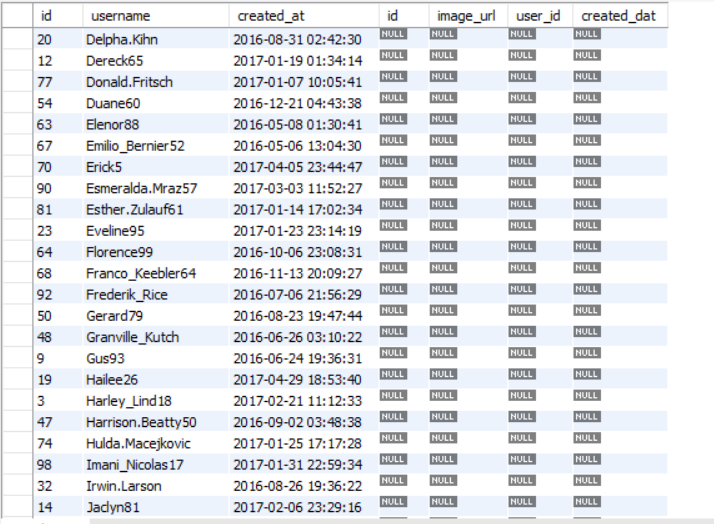 id username created_at id image_url user_id created_dat
20 Delpha.Kihn 2016-08-31 02:42:30 NULL NULL NULL NULL
12 Dereck65 2017-01-19 01:34:14 NULL NULL NULL NULL
77 Donald.Fritsch 2017-01-07 10:05:41 NULL NULL NULL NULL
54 Duane60 2016-12-21 04:43:38 NULL NULL NULL NULL
63 Elenor88 2016-05-08 01:30:41 NULL NULL NULL NULL
67 Emilio_Bernier52 2016-05-06 13:04:30 NULL NULL NULL NULL
70 Erick5 2017-04-05 23:44:47 NULL NULL NULL NULL
90 Esmeralda.Mraz57 2017-03-03 11:52:27 NULL NULL NULL NULL
81 Esther.Zulauf61 2017-01-14 17:02:34 NULL NULL NULL NULL
23 Eveline95 2017-01-23 23:14:19 NULL NULL NULL NULL
64 Florence99 2016-10-06 23:08:31 NULL NULL NULL NULL
68 Franco_Keebler64 2016-11-13 20:09:27 NULL NULL NULL NULL
92 Frederik_Rice 2016-07-06 21:56:29 NULL NULL NULL NULL
50 Gerard79 2016-08-23 19:47:44 NULL NULL NULL NULL
48 Granville_Kutch 2016-06-26 03:10:22 NULL NULL NULL NULL
9 Gus93 2016-06-24 19:36:31 NULL NULL NULL NULL
19 Hailee26 2017-04-29 18:53:40 NULL NULL NULL NULL
3 Harley_Lind18 2017-02-21 11:12:33 NULL NULL NULL NULL
47 Harrison.Beatty50 2016-09-02 03:48:38 NULL NULL NULL NULL
74 Hulda.Macejkovic 2017-01-25 17:17:28 NULL NULL NULL NULL
98 Imani_Nicolas17 2017-01-31 22:59:34 NULL NULL NULL NULL
32 Irwin.Larson 2016-08-26 19:36:22 NULL NULL NULL NULL
14 Jaclyn81 2017-02-06 23:29:16 NULL NULL NULL NULL